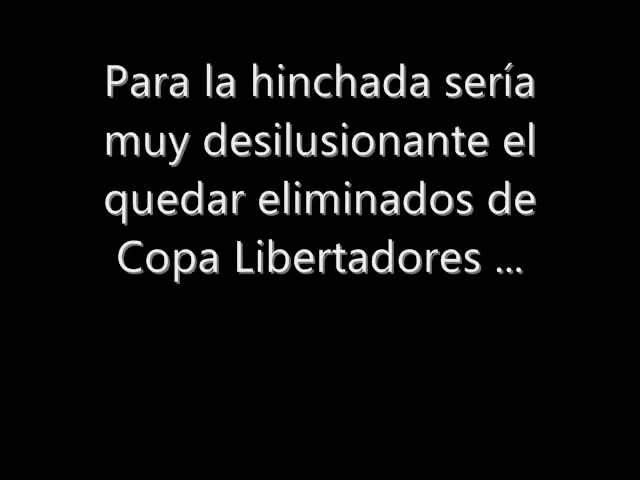 Para la hinchada sería
muy desilusionante el
quedar eliminados de
Copa Libertadores ...